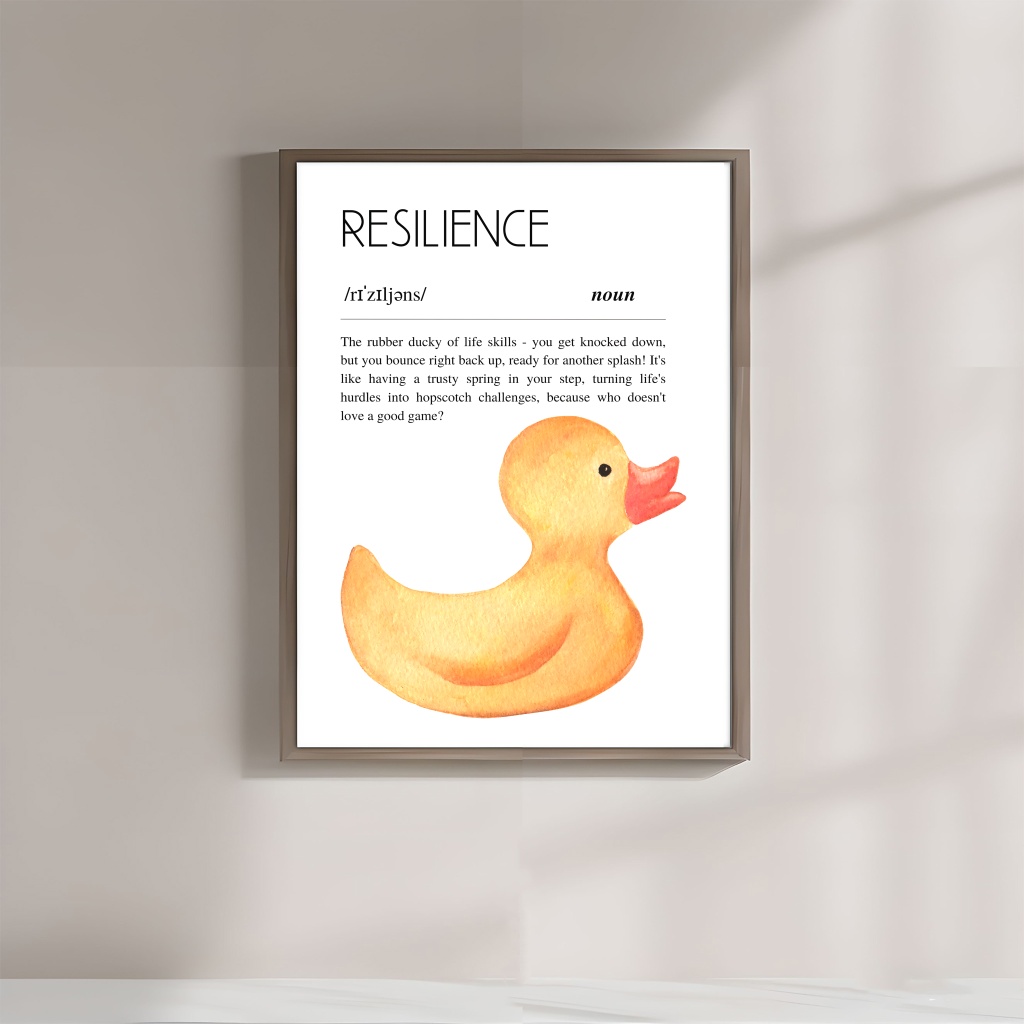 RESILIENCE
/rɪˈzɪljəns/ noun
The rubber ducky of life skills - you get knocked down,
but you bounce right back up, ready for another splash! It's
like having a trusty spring in your step, turning life's
hurdles into hopscotch challenges, because who doesn't
love a good game?